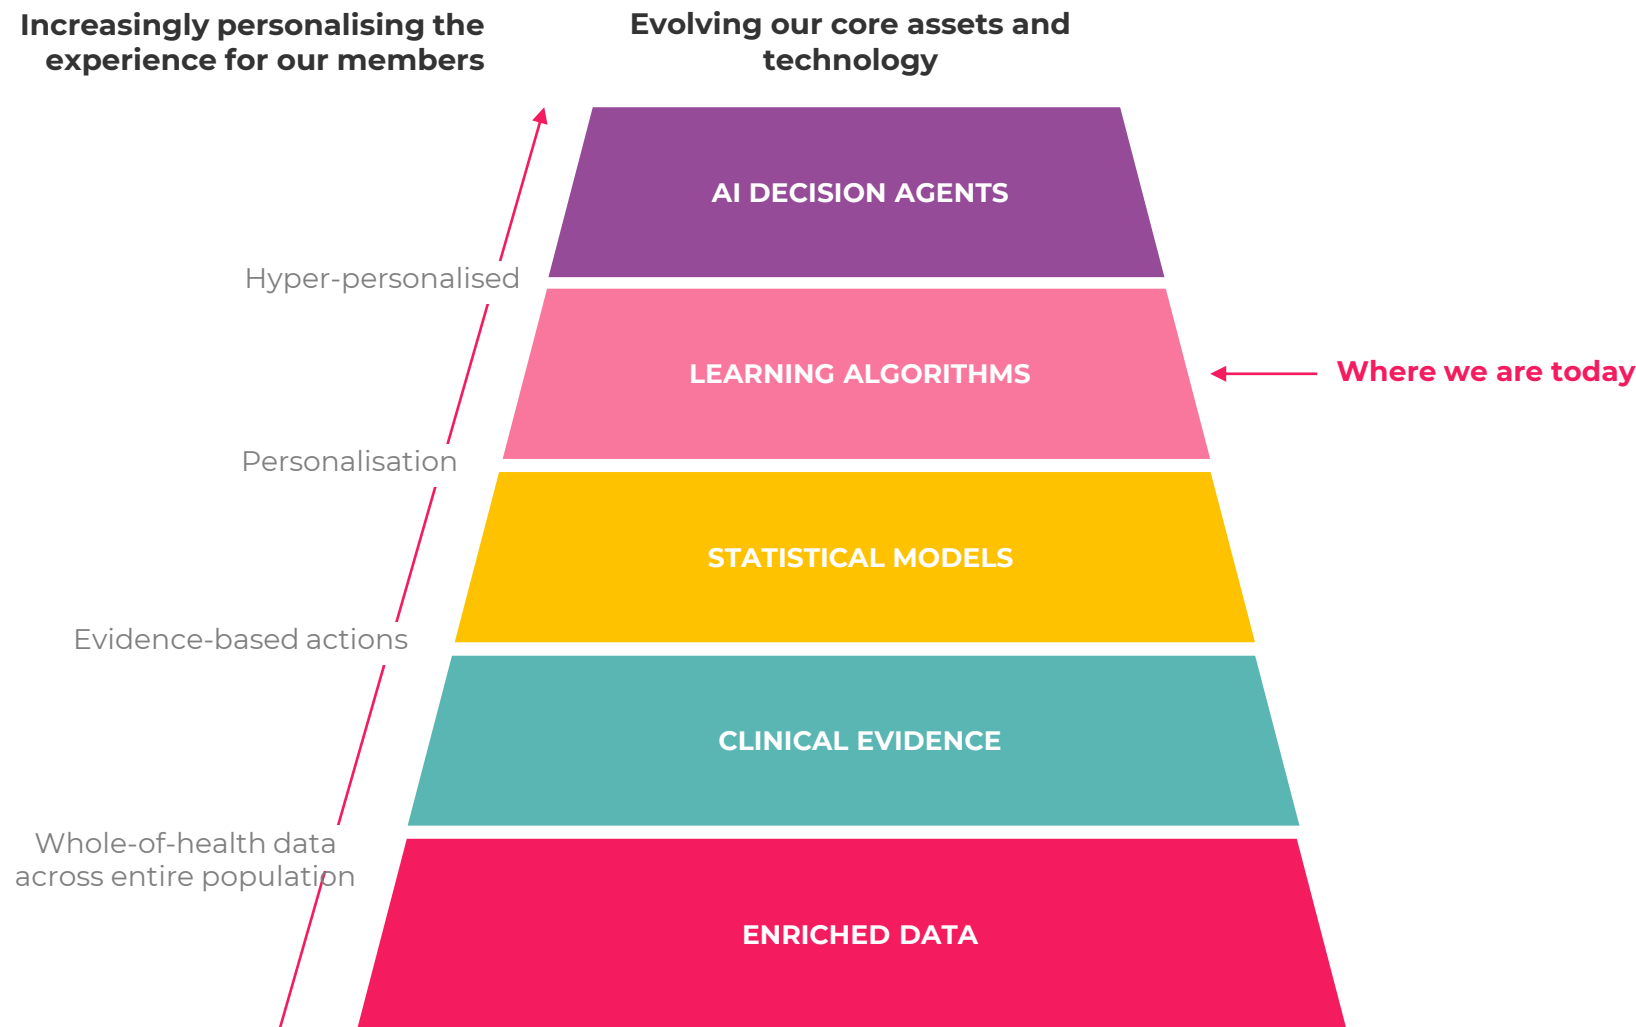 Increasingly personalising the
experience for our members
Evolving our core assets and
technology
AI DECISION AGENTS
Hyper-personalised
LEARNING ALGORITHMS
Where we are today
Personalisation
STATISTICAL MODELS
Evidence-based actions
CLINICAL EVIDENCE
Whole-of-health data
across entire population
ENRICHED DATA